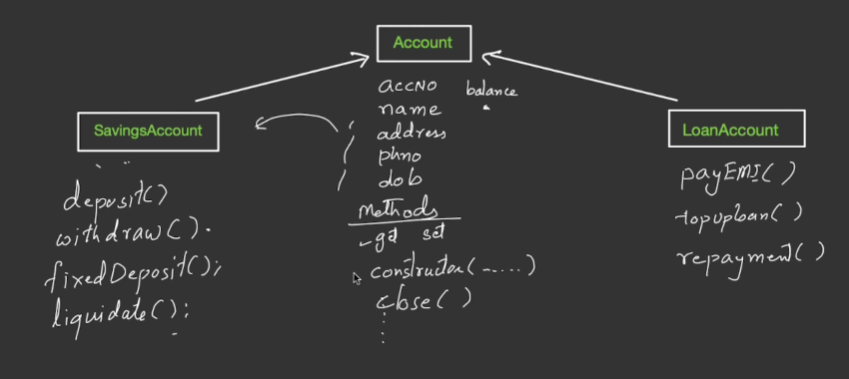 Account
accNo balance
name
address
phno
dob
Methods
get set
constructor(-....)
close()
SavingsAccount
deposit()
withdraw().
fixedDeposit();
liquidate();
LoanAccount
payEMI()
topuploan()
repayment()